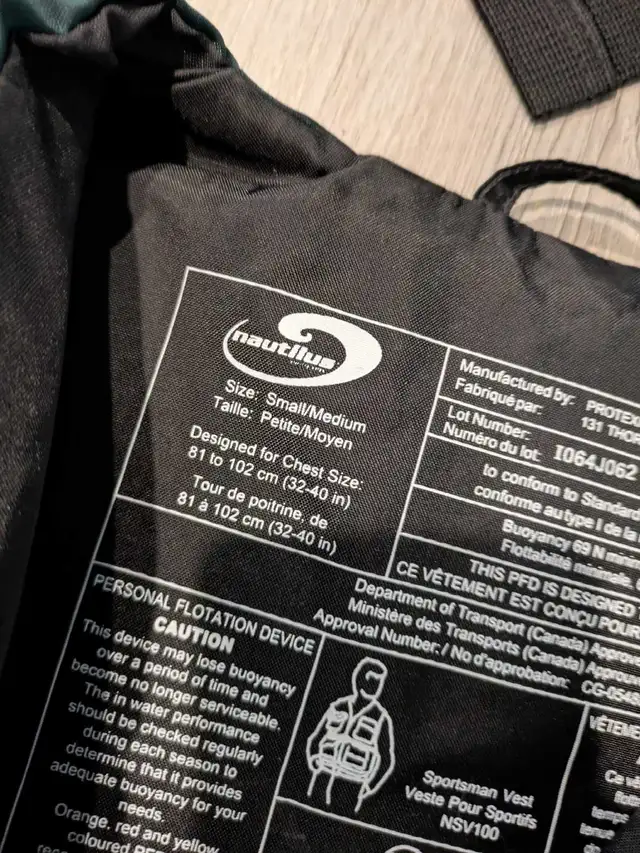 nautilus
Size: Small/Medium
Taille: Petite/Moyen
Designed for Chest Size:
81 to 102 cm (32-40 in)
Tour de poitrine, de
81 à 102 cm (32-40 in)
Manufactured by:
Fabriqué par:
131
Lot Number:
Numéro du lot:
I064J062
to conform to Standard
conforme au type I de la
Buoyancy 69 N
Flottabilité minimale
THIS PFD IS DESIGNED
CE VÊTEMENT EST CONÇU POUR
Department of Transport (Canada)
Ministère des Transports (Canada)
Approval Number: / No d'approbation:
PERSONAL FLOTATION DEVICE
CAUTION
This device may lose buoyancy
over a period of time and
become no longer serviceable.
The in water performance
should be checked regularly
during each season to
determine that it provides
adequate buoyancy for your
needs.
Orange, red and yellow
coloured
Sportsman Vest
Veste Pour Sportifs
NSV100
Ce
temps
tenue